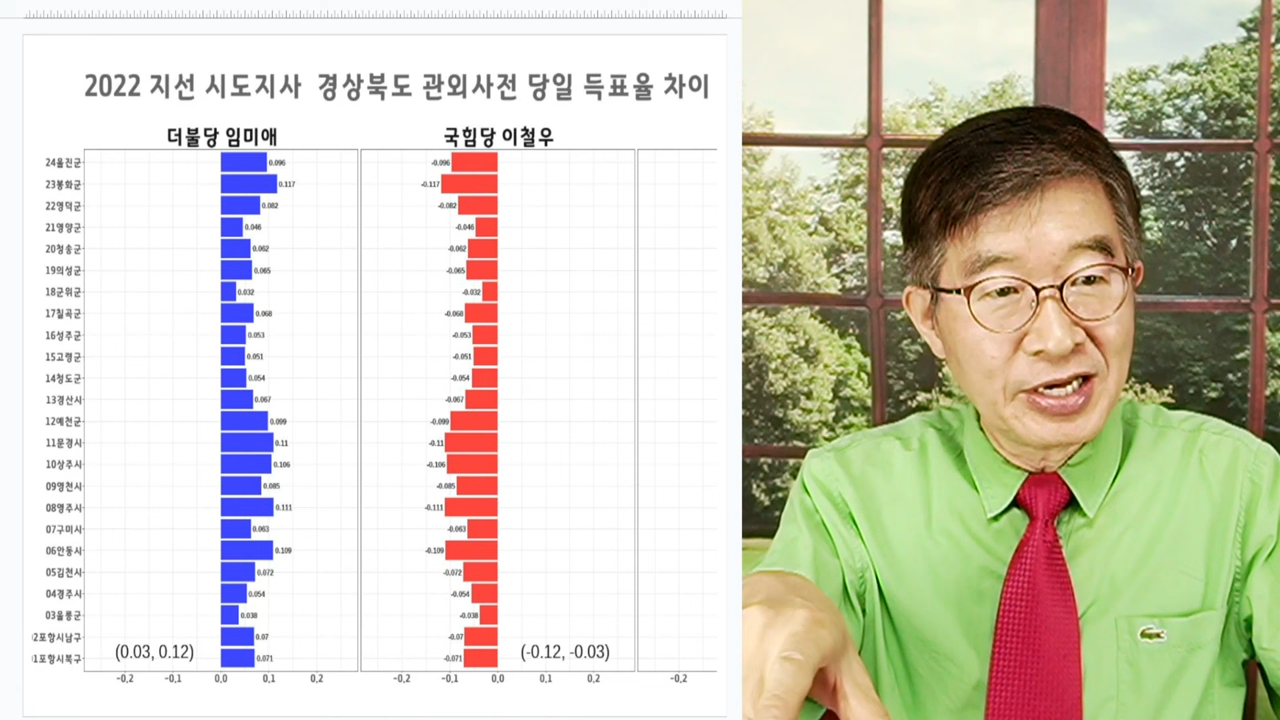 2022 지선 시도지사 경상북도 관외사전 당일 득표율 차이
더불당 임미애 국힘당 이철우
24울진군 0.096 -0.096
23봉화군 0.117 -0.117
22영덕군 0.082 -0.082
21영양군 0.046 -0.046
20청송군 0.062 -0.062
19의성군 0.065 -0.065
18군위군 0.032 -0.032
17칠곡군 0.068 -0.068
16성주군 0.053 -0.053
15고령군 0.051 -0.051
14청도군 0.054 -0.054
13경산시 0.067 -0.067
12예천군 0.099 -0.099
11문경시 0.11 -0.11
10상주시 0.106 -0.106
09영천시 0.085 -0.085
08영주시 0.111 -0.111
07구미시 0.063 -0.063
06안동시 0.109 -0.109
05김천시 0.072 -0.072
04경주시 0.054 -0.054
03울릉군 0.038 -0.038
02포항시남구 0.07 -0.07
(0.03, 0.12) (-0.12, -0.03)
01포항시북구 0.071 -0.071
-0.2 -0.1 0.0 0.1 0.2 -0.2 -0.1 0.0 0.1 0.2 -0.2